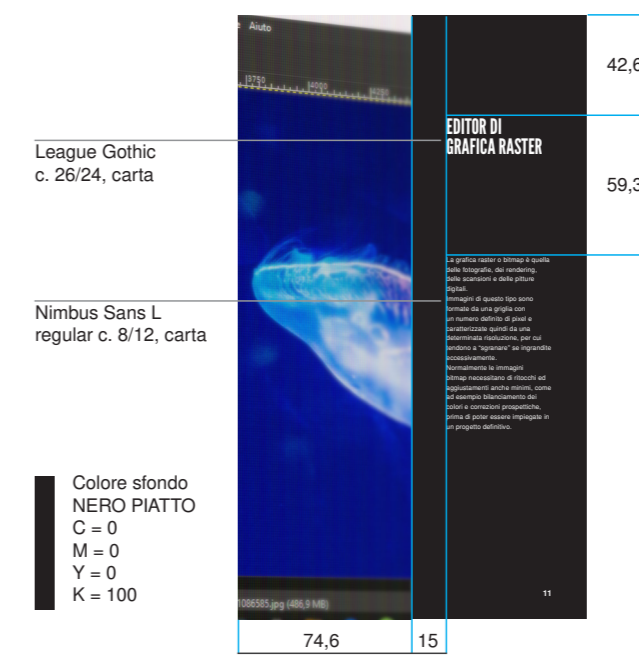 Aiuto
3750
4000
4250
42,6
EDITOR DI
GRAFICA RASTER
League Gothic
c. 26/24, carta
59,3
La grafica raster o bitmap è quella
delle fotografie, dei rendering,
delle scansioni e delle pitture
digitali.
Immagini di questo tipo sono
formate da una griglia con
un numero definito di pixel e
caratterizzate quindi da una
determinata risoluzione, per cui
tendono a “sgranare” se ingrandite
eccessivamente.
Normalmente le immagini
bitmap necessitano di ritocchi ed
aggiustamenti anche minimi, come
ad esempio bilanciamento dei
colori e correzioni prospettiche,
prima di poter essere impiegate in
un progetto definitivo.
Nimbus Sans L
regular c. 8/12, carta
Colore sfondo
NERO PIATTO
C = 0
M = 0
Y = 0
K = 100
11
1086585.jpg (486,9 MB)
74,6
15